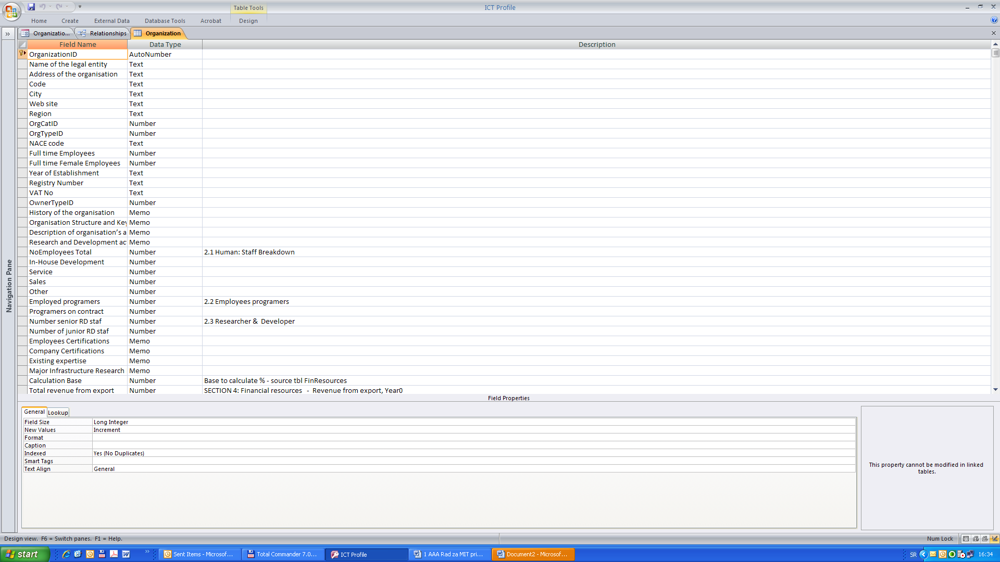 Table Tools
ICT Profile
Home Create External Data Database Tools Acrobat Design
Organizatio... Relationships Organization
Field Name Data Type Description
OrganizationID AutoNumber
Name of the legal entity Text
Address of the organisation Text
Code Text
City Text
Web site Text
Region Text
OrgCatID Number
OrgTypeID Number
NACE code Text
Full time Employees Number
Full time Female Employees Number
Year of Establishment Text
Registry Number Text
VAT No Text
OwnerTypeID Number
History of the organisation Memo
Organisation Structure and Key Memo
Description of organisation’s a Memo
Research and Development ac Memo
NoEmployees Total Number 2.1 Human: Staff Breakdown
In-House Development Number
Service Number
Sales Number
Other Number
Employed programers Number 2.2 Employees programers
Programers on contract Number
Number senior RD staf Number 2.3 Researcher & Developer
Number of junior RD staf Number
Employees Certifications Memo
Company Certifications Memo
Existing expertise Memo
Major Infrastructure Research Memo
Calculation Base Number Base to calculate % - source tbl FinResources
Total revenue from export Number SECTION 4: Financial resources - Revenue from export, Year0
Navigation Pane
Field Properties
General Lookup
Field Size Long Integer
New Values Increment
Format
Caption
Indexed Yes (No Duplicates)
Smart Tags
Text Align General
This property cannot be modified in linked
tables.
Design view. F6 = Switch panes. F1 = Help.
Num Lock
start Sent Items - Microsof... Total Commander 7.0... ICT Profile 1 AAA Rad za MIT pri... Document2 - Microsof... SR 16:34